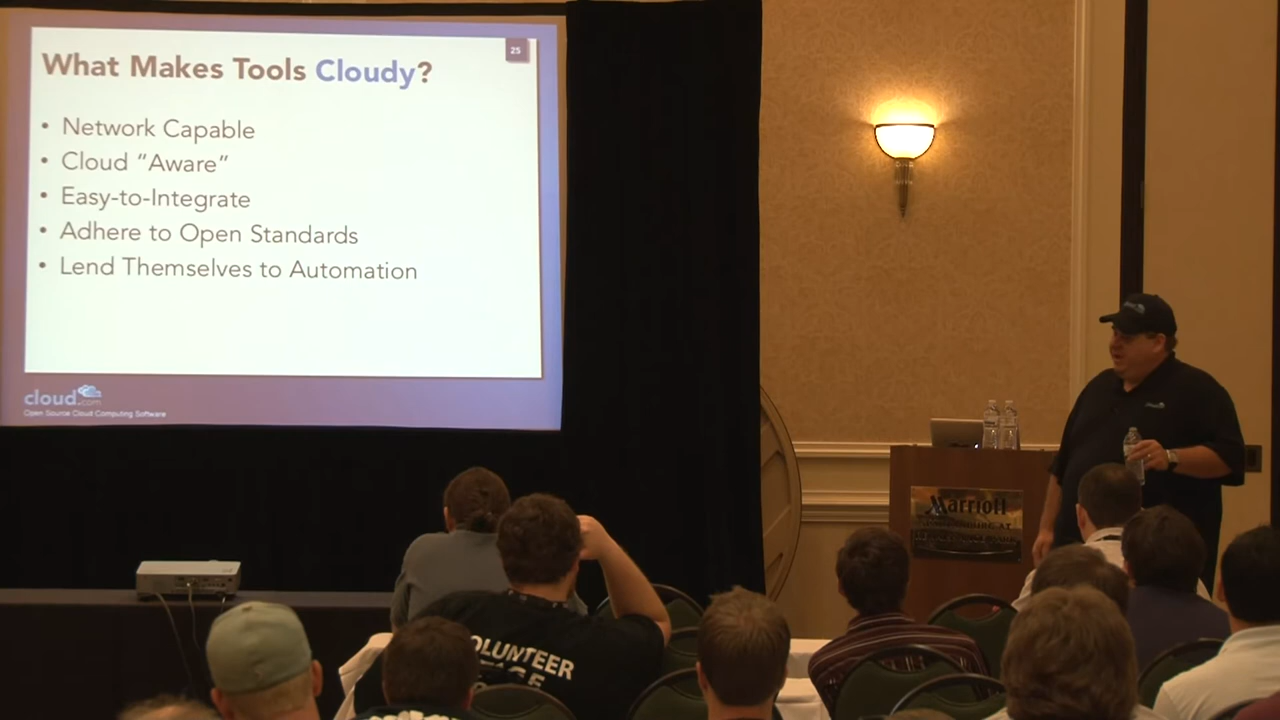 25
What Makes Tools Cloudy?
• Network Capable
• Cloud “Aware”
• Easy-to-Integrate
• Adhere to Open Standards
• Lend Themselves to Automation
cloud.com
Open Source Cloud Computing Software
Marriott
VOLUNTEER